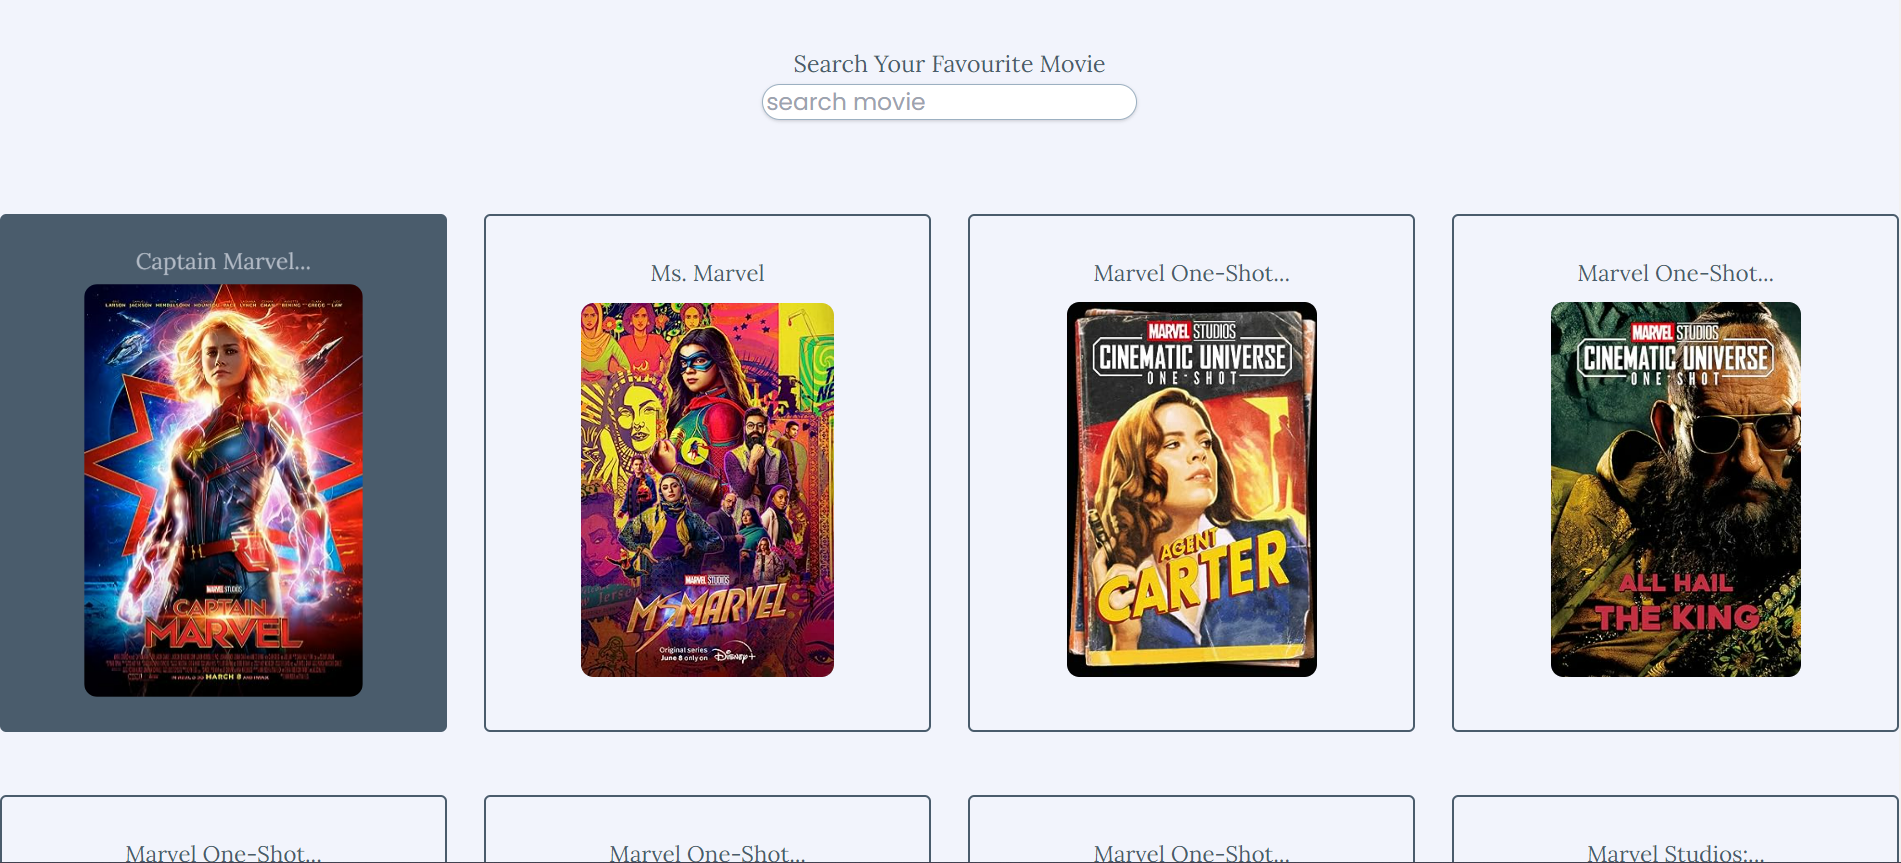 Search Your Favourite Movie
search movie
Captain Marvel...
Ms. Marvel
Marvel One-Shot...
Marvel One-Shot...
LARSON JACKSON MENDELSOHN HOUNSOU PACE LYNCH CHAN BENING GREGG LAW
MARVEL STUDIOS
CAPTAIN
MARVEL
MARCH 8
MARVEL STUDIOS
MS MARVEL
Original series
June 8 only on Disney+
MARVEL STUDIOS
CINEMATIC UNIVERSE
ONE-SHOT
AGENT
CARTER
MARVEL STUDIOS
CINEMATIC UNIVERSE
ONE-SHOT
ALL HAIL
THE KING
Marvel One-Shot...
Marvel One-Shot...
Marvel One-Shot...
Marvel Studios:...